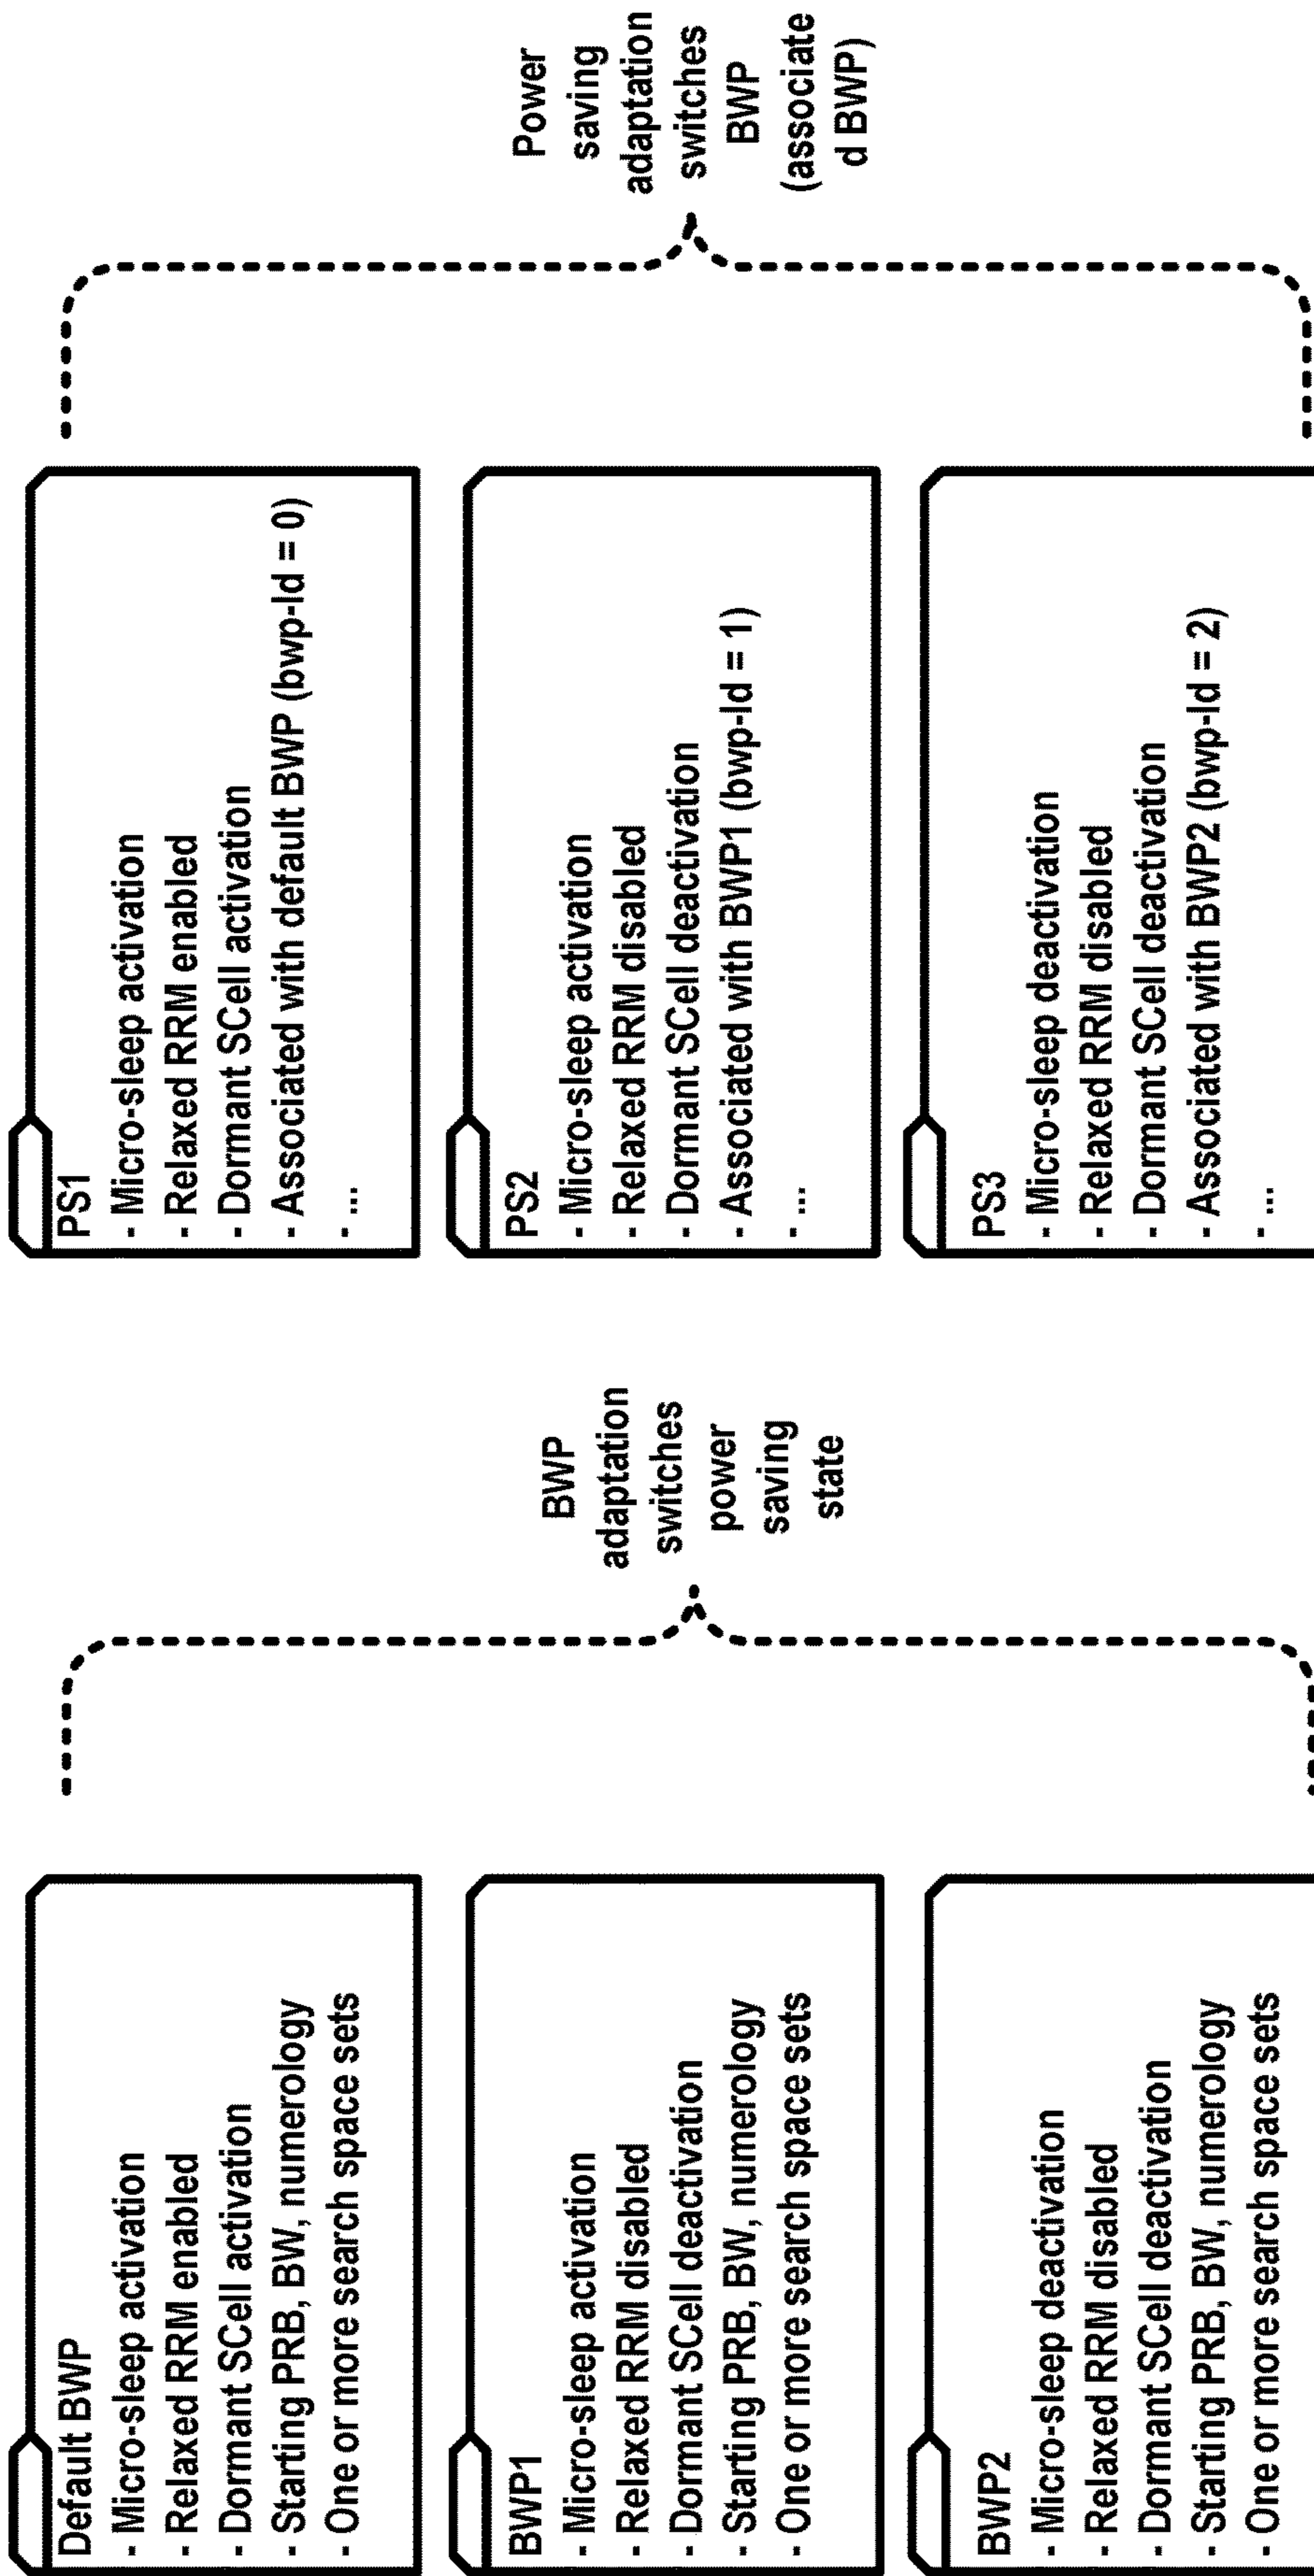 Default BWP
- Micro-sleep activation
- Relaxed RRM enabled
- Dormant SCell activation
- Starting PRB, BW, numerology
- One or more search space sets
BWP1
- Micro-sleep activation
- Relaxed RRM disabled
- Dormant SCell deactivation
- Starting PRB, BW, numerology
- One or more search space sets
BWP2
- Micro-sleep deactivation
- Relaxed RRM disabled
- Dormant SCell deactivation
- Starting PRB, BW, numerology
- One or more search space sets
BWP
adaptation
switches
power
saving
state
PS1
- Micro-sleep activation
- Relaxed RRM enabled
- Dormant SCell activation
- Associated with default BWP (bwp-Id = 0)
- ...
PS2
- Micro-sleep activation
- Relaxed RRM disabled
- Dormant SCell deactivation
- Associated with BWP1 (bwp-Id = 1)
- ...
PS3
- Micro-sleep deactivation
- Relaxed RRM disabled
- Dormant SCell deactivation
- Associated with BWP2 (bwp-Id = 2)
- ...
Power
saving
adaptation
switches
BWP
(associate
d BWP)